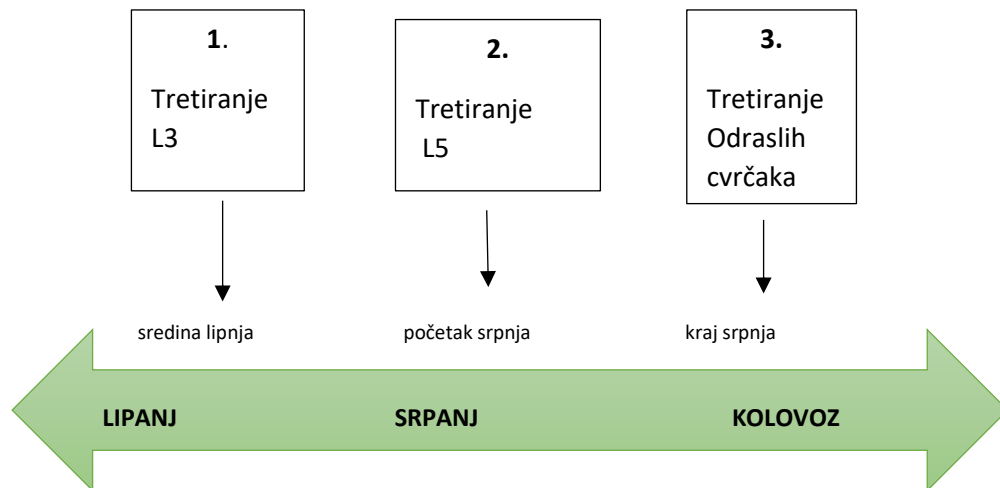 1.
Tretiranje
L3
2.
Tretiranje
L5
3.
Tretiranje
Odraslih
cvrčaka
sredina lipnja
početak srpnja
kraj srpnja
LIPANJ
SRPANJ
KOLOVOZ